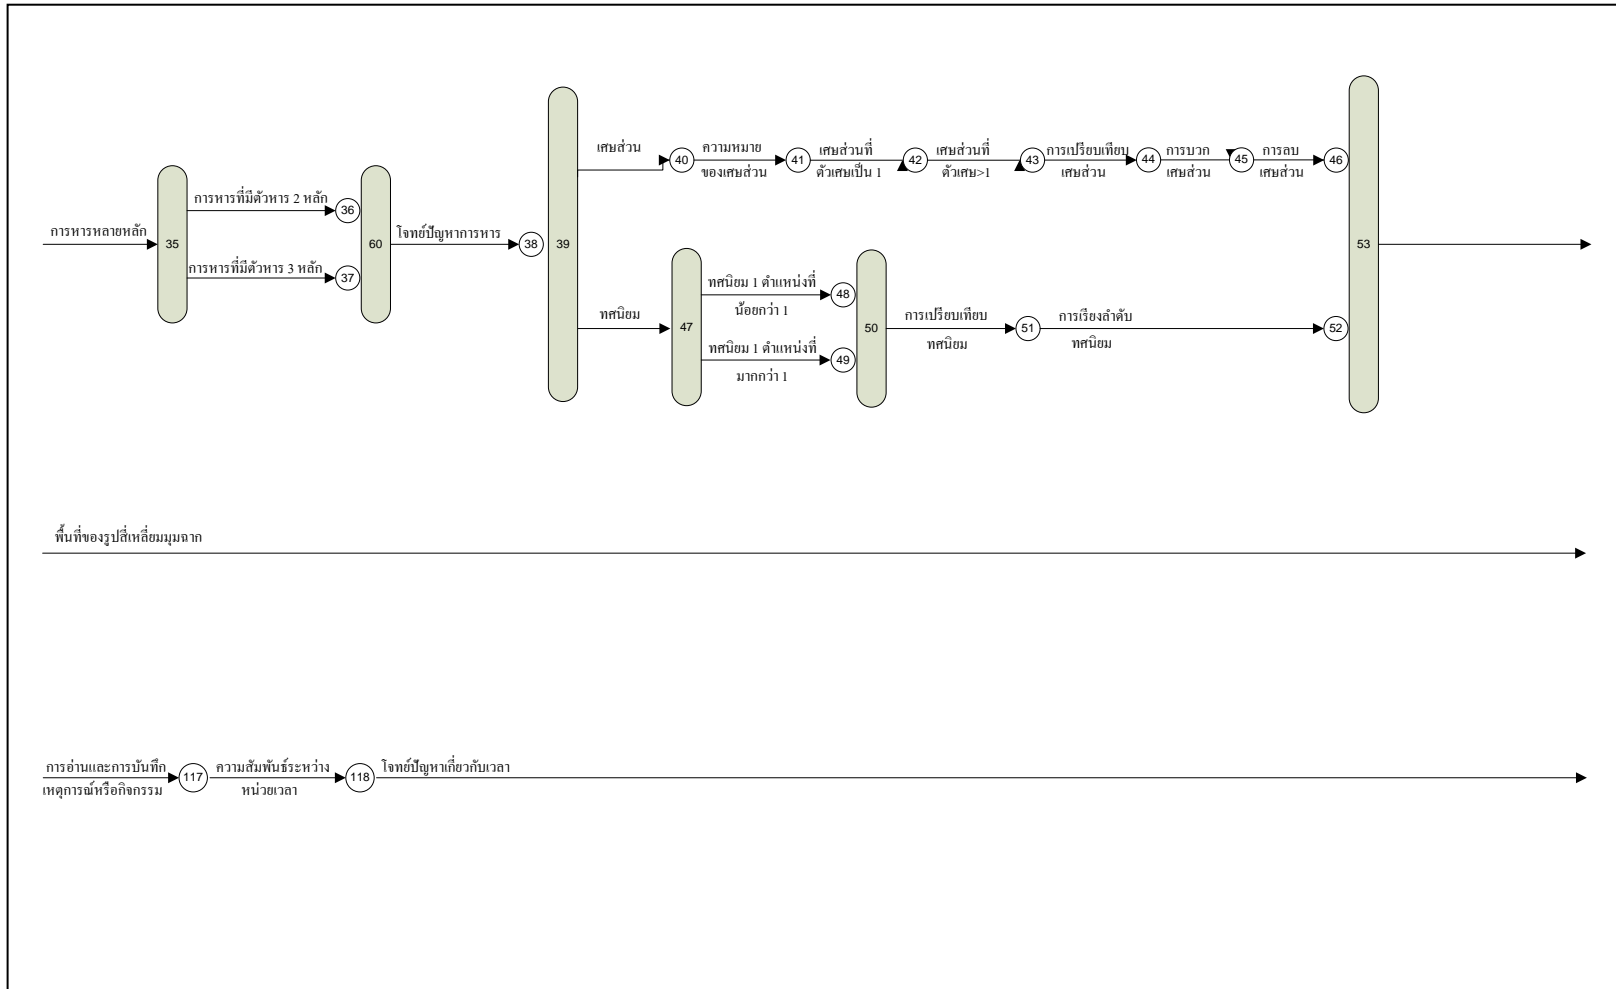 เศษส่วน
40
ความหมาย
ของเศษส่วน
41
เศษส่วนที่
ตัวเศษเป็น 1
42
เศษส่วนที่
ตัวเศษ>1
43
การเปรียบเทียบ
เศษส่วน
44
การบวก
เศษส่วน
45
การลบ
เศษส่วน
46
การหารหลายหลัก
35
การหารที่มีตัวหาร 2 หลัก
36
การหารที่มีตัวหาร 3 หลัก
37
60
โจทย์ปัญหาการหาร
38
39
53
ทศนิยม
47
ทศนิยม 1 ตำแหน่งที่
น้อยกว่า 1
48
ทศนิยม 1 ตำแหน่งที่
มากกว่า 1
49
50
การเปรียบเทียบ
ทศนิยม
51
การเรียงลำดับ
ทศนิยม
52
พื้นที่ของรูปสี่เหลี่ยมมุมฉาก
การอ่านและการบันทึก
เหตุการณ์หรือกิจกรรม
117
ความสัมพันธ์ระหว่าง
หน่วยเวลา
118
โจทย์ปัญหาเกี่ยวกับเวลา